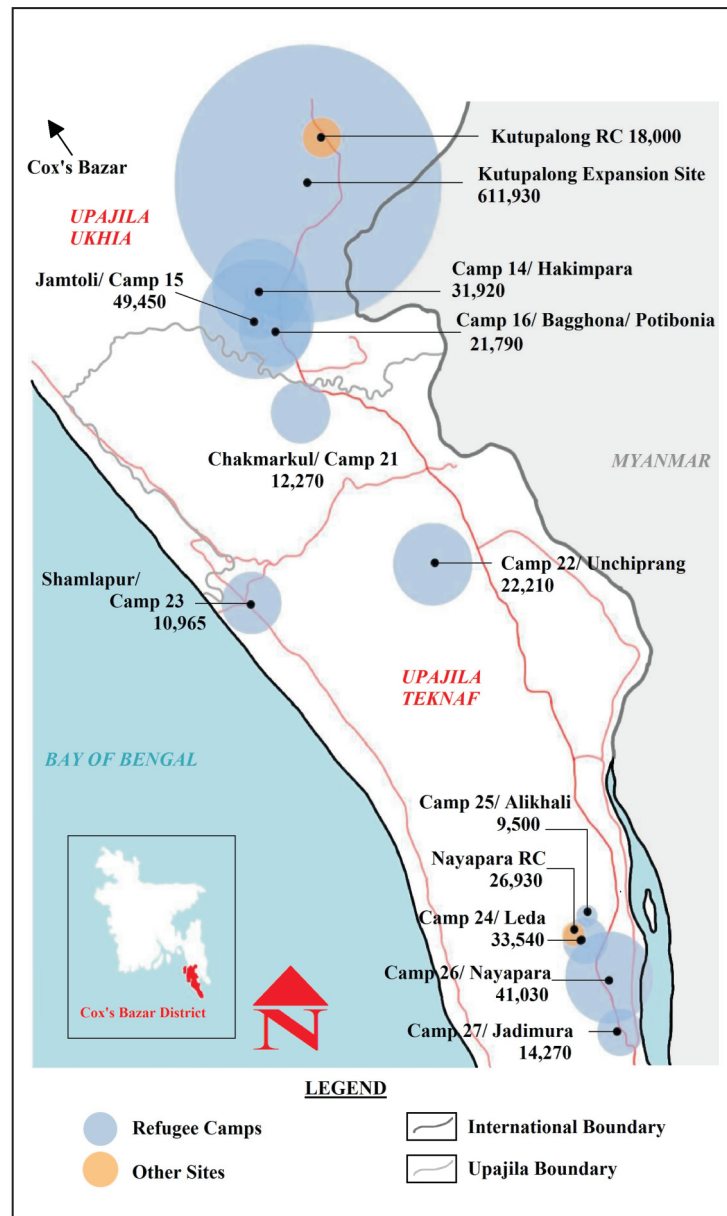 Kutupalong RC 18,000
Cox's Bazar
Kutupalong Expansion Site
611,930
UPAJILA
UKHIA
Jamtoli/ Camp 15
49,450
Camp 14/ Hakimpara
31,920
Camp 16/ Bagghona/ Potibonia
21,790
Chakmarkul/ Camp 21
12,270
MYANMAR
Camp 22/ Unchiprang
22,210
Shamlapur/
Camp 23
10,965
UPAJILA
TEKNAF
BAY OF BENGAL
Camp 25/ Alikhali
9,500
Nayapara RC
26,930
Camp 24/ Leda
33,540
Camp 26/ Nayapara
41,030
Camp 27/ Jadimura
14,270
Cox's Bazar District
N
LEGEND
Refugee Camps
Other Sites
International Boundary
Upajila Boundary